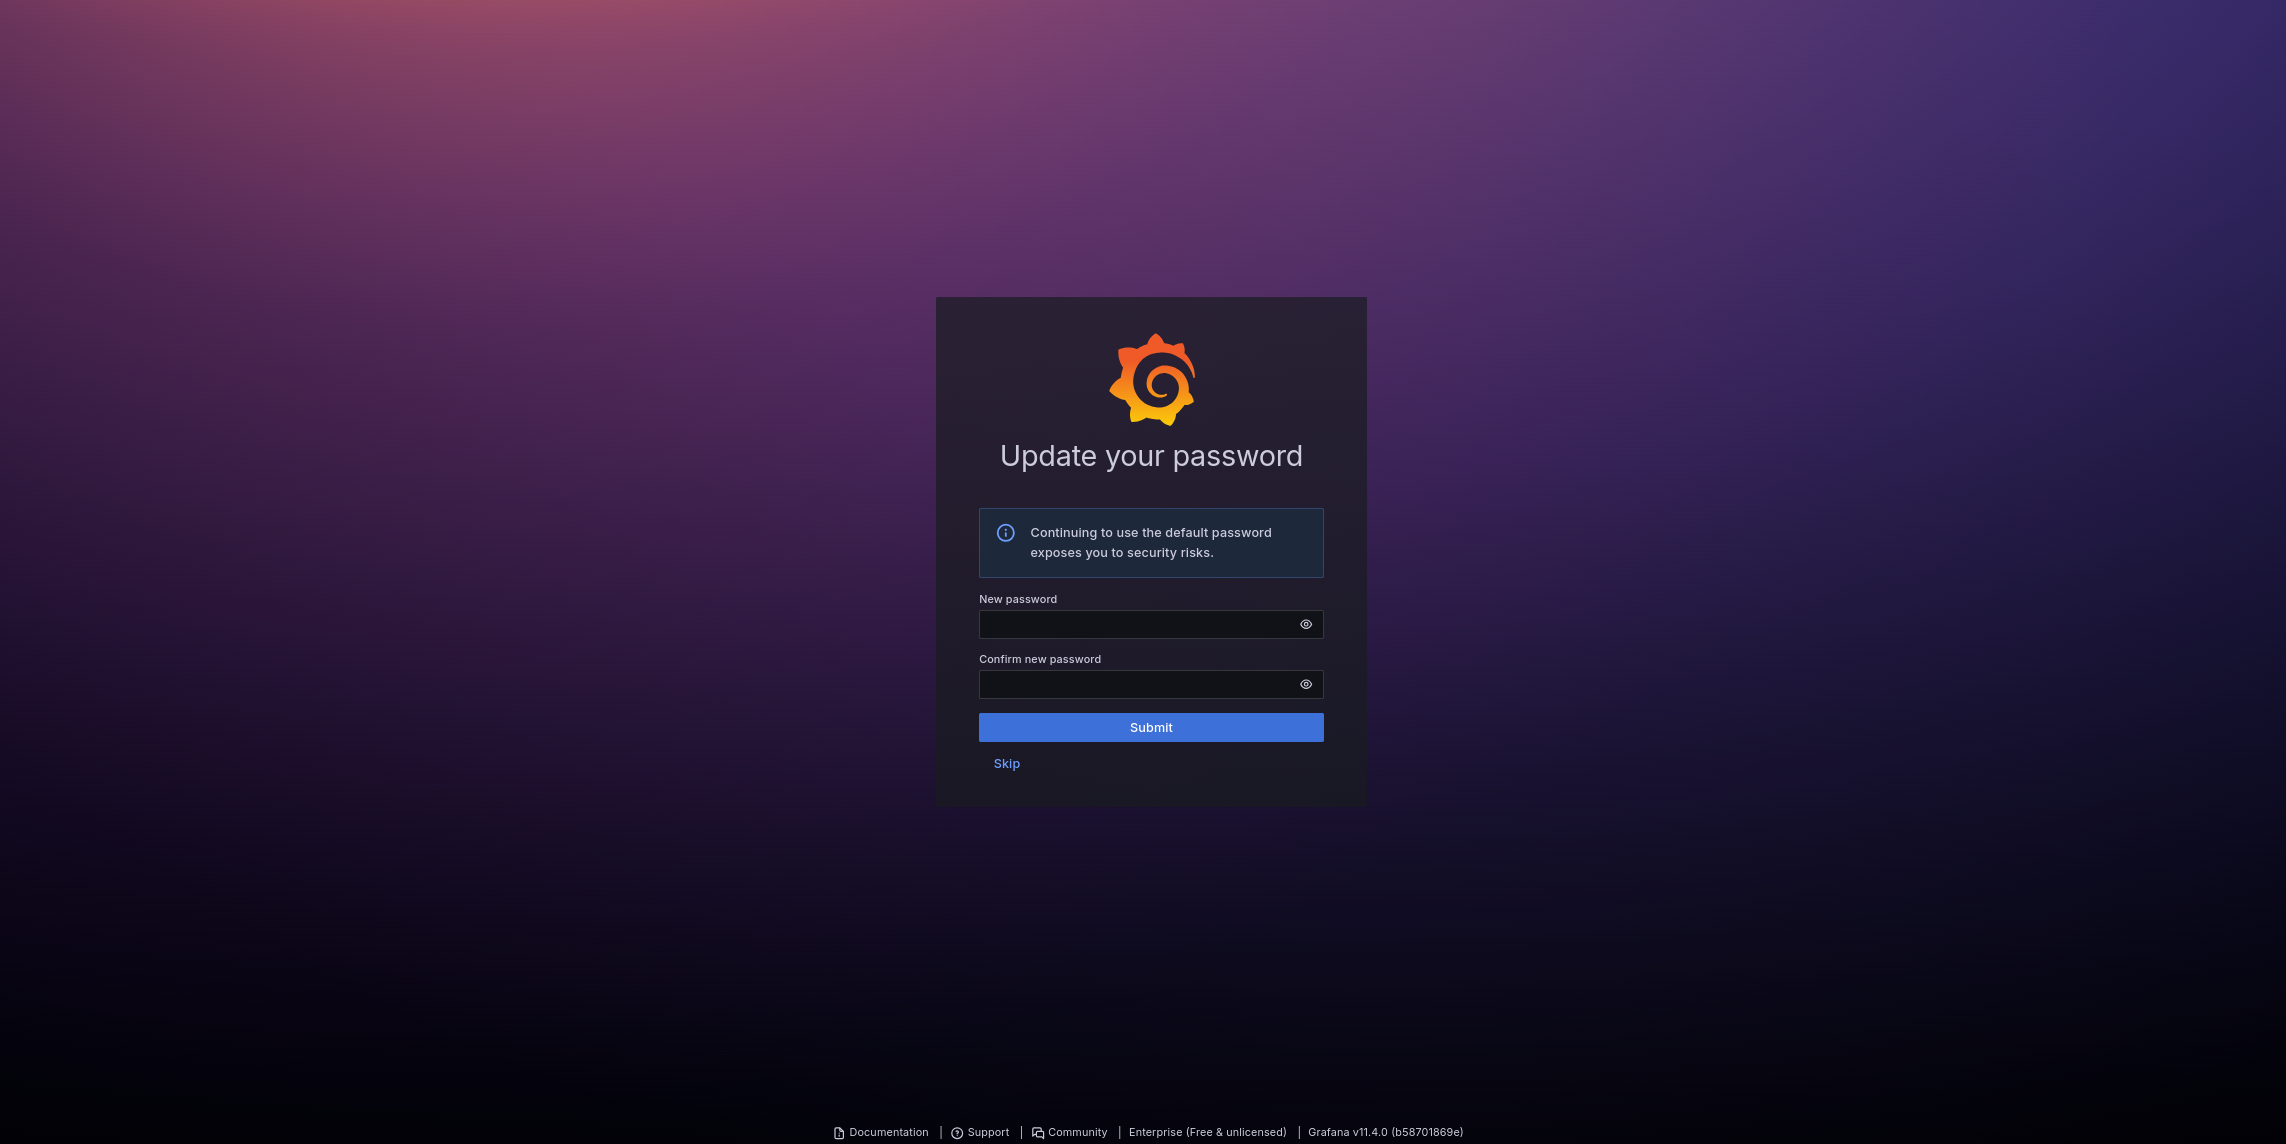 Update your password
Continuing to use the default password
exposes you to security risks.
New password
Confirm new password
Submit
Skip
Documentation | Support | Community | Enterprise (Free & unlicensed) | Grafana v11.4.0 (b58701869e)